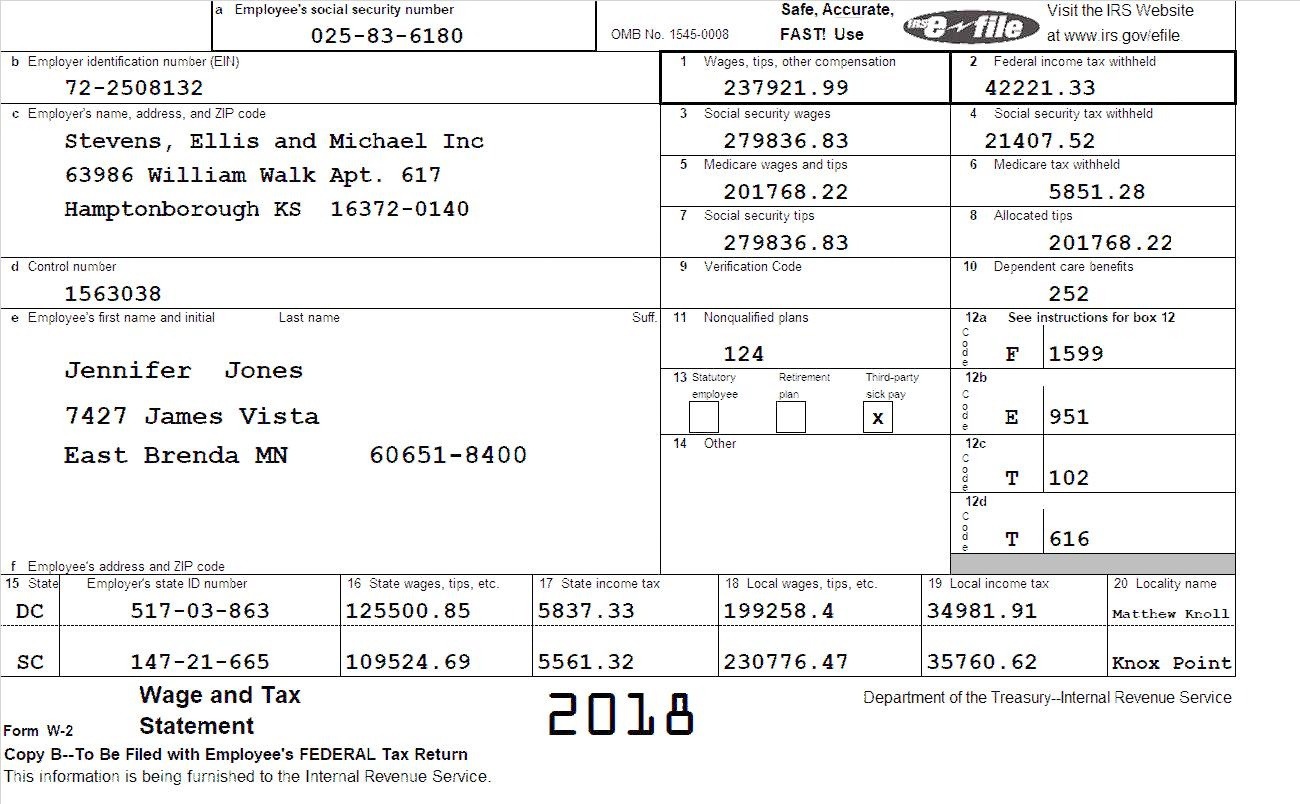 a Employee's social security number
025-83-6180
OMB No. 1545-0008
Safe, Accurate,
FAST! Use
IRS e-file
Visit the IRS Website
at www.irs gov/efile
b Employer identification number (EIN)
72-2508132
1 Wages, tips, other compensation
237921.99
2 Federal income tax withheld
42221.33
c Employer's name, address, and ZIP code
Stevens, Ellis and Michael Inc
63986 William Walk Apt. 617
Hamptonborough KS 16372-0140
3 Social security wages
279836.83
4 Social security tax withheld
21407.52
5 Medicare wages and tips
201768.22
6 Medicare tax withheld
5851.28
7 Social security tips
279836.83
8 Allocated tips
201768.22
d Control number
1563038
9 Verification Code
10 Dependent care benefits
252
e Employee's first name and initial Last name Suff.
Jennifer Jones
7427 James Vista
East Brenda MN 60651-8400
11 Nonqualified plans
124
12a See instructions for box 12
Code F 1599
13 Statutory employee
Retirement plan
Third-party sick pay
x
12b
Code E 951
14 Other
12c
Code T 102
12d
Code T 616
f Employee's address and ZIP code
15 State Employer's state ID number 16 State wages, tips, etc. 17 State income tax 18 Local wages, tips, etc. 19 Local income tax 20 Locality name
DC 517-03-863 125500.85 5837.33 199258.4 34981.91 Matthew Knoll
SC 147-21-665 109524.69 5561.32 230776.47 35760.62 Knox Point
Form W-2
Wage and Tax
Statement
2018
Department of the Treasury--Internal Revenue Service
Copy B--To Be Filed with Employee's FEDERAL Tax Return
This information is being furnished to the Internal Revenue Service.